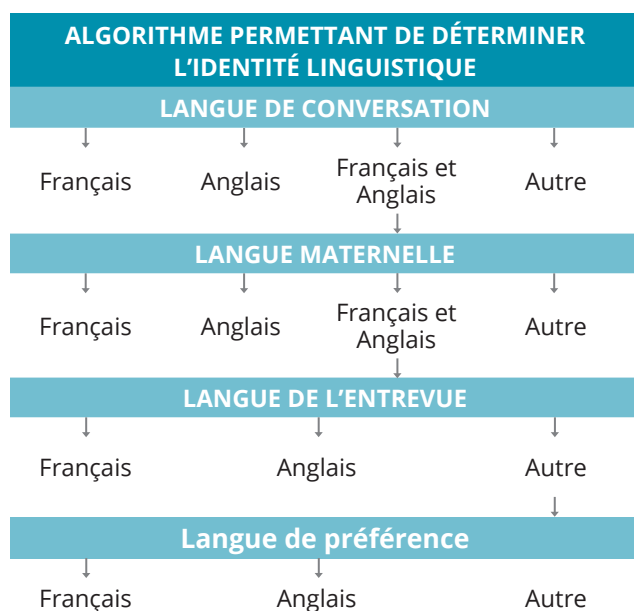 ALGORITHME PERMETTANT DE DÉTERMINER
L'IDENTITÉ LINGUISTIQUE
LANGUE DE CONVERSATION
Français Anglais Français et Anglais Autre
LANGUE MATERNELLE
Français Anglais Français et Anglais Autre
LANGUE DE L'ENTREVUE
Français Anglais Autre
Langue de préférence
Français Anglais Autre